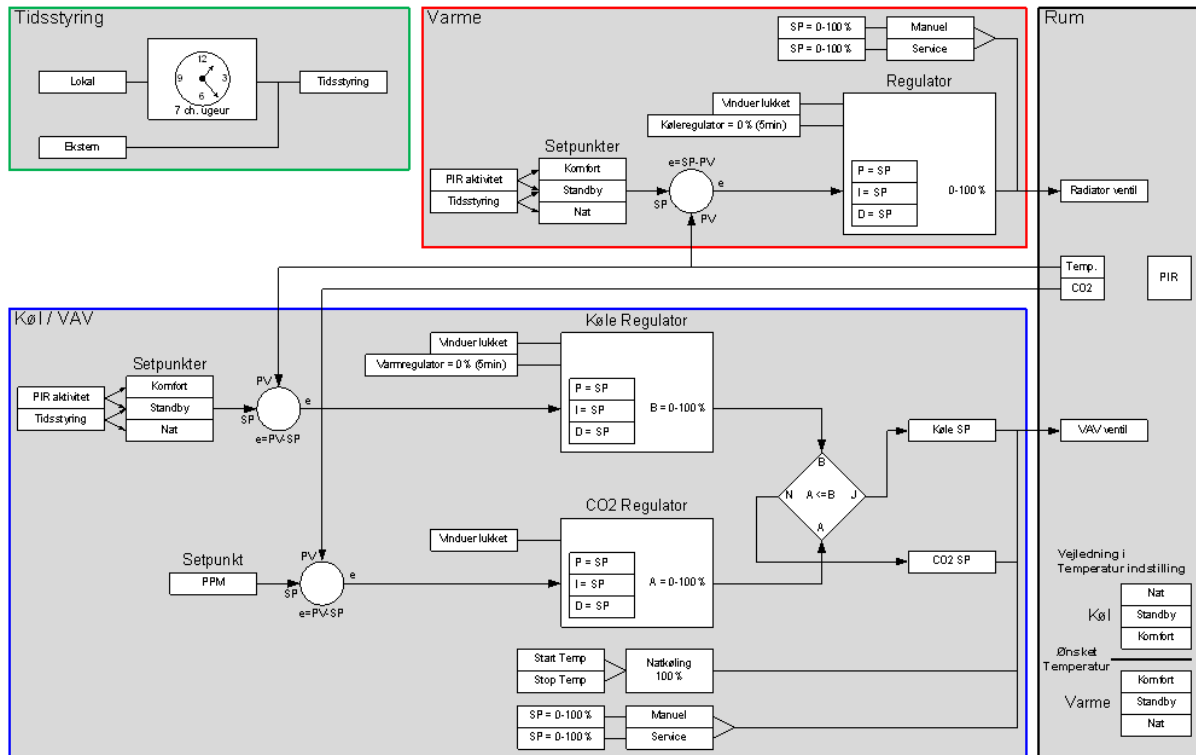 Tidsstyring
Lokal
12
9
3
6
7 ch. ugeur
Tidsstyring
Ekstern
Varme
SP = 0-100%
Manuel
SP = 0-100%
Service
Regulator
Vinduer lukket
Køleregulator = 0% (5min)
Setpunkter
PIR aktivitet
Tidsstyring
Komfort
Standby
Nat
SP
e=SP-PV
e
PV
P = SP
I = SP
D = SP
0-100%
Rum
Radiator ventil
Temp.
CO2
PIR
Køl / VAV
Køle Regulator
Vinduer lukket
Varmregulator = 0% (5min)
Setpunkter
PIR aktivitet
Tidsstyring
Komfort
Standby
Nat
PV
SP
e
e=PV-SP
P = SP
I = SP
D = SP
B = 0-100%
B
N
A <=B
J
A
Køle SP
VAV ventil
CO2 Regulator
Vinduer lukket
Setpunkt
PPM
PV
SP
e
e=PV-SP
P = SP
I = SP
D = SP
A = 0-100%
CO2 SP
Start Temp
Stop Temp
Natkøling
100%
SP = 0-100%
Manuel
SP = 0-100%
Service
Vejledning i
Temperatur indstilling
Køl
Nat
Standby
Komfort
Ønsket
Temperatur
Varme
Komfort
Standby
Nat